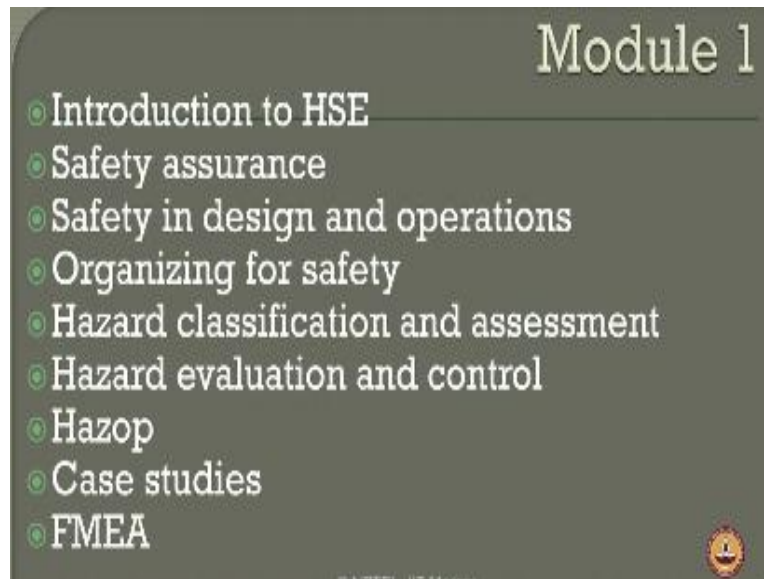 Module 1
Introduction to HSE
Safety assurance
Safety in design and operations
Organizing for safety
Hazard classification and assessment
Hazard evaluation and control
Hazop
Case studies
FMEA